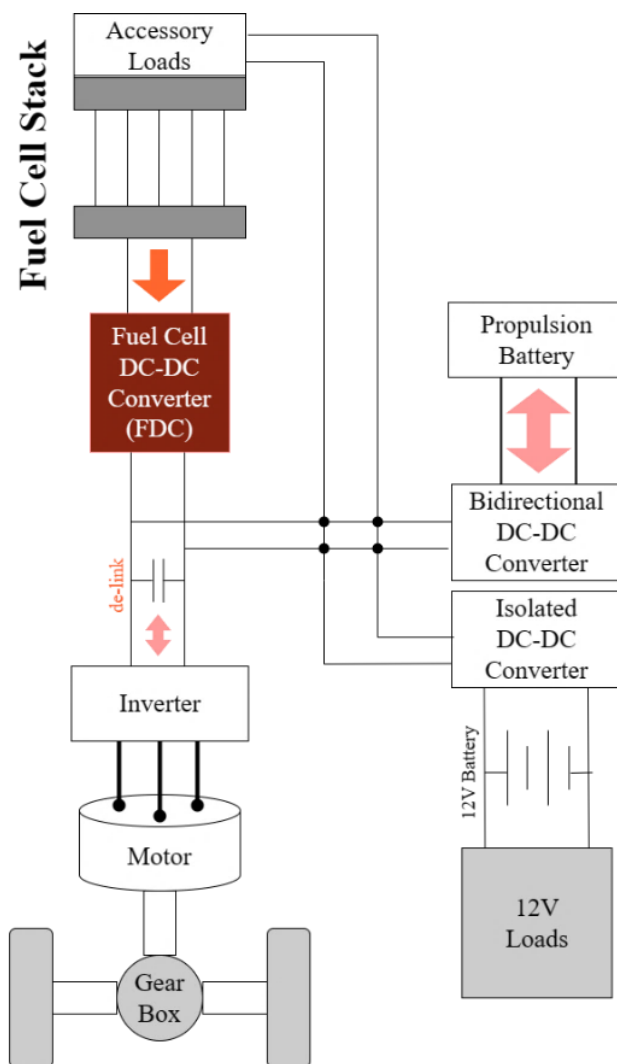 Fuel Cell Stack
Accessory
Loads
Fuel Cell
DC-DC
Converter
(FDC)
Propulsion
Battery
Bidirectional
DC-DC
Converter
de-link
Isolated
DC-DC
Converter
Inverter
12V Battery
Motor
12V
Loads
Gear
Box